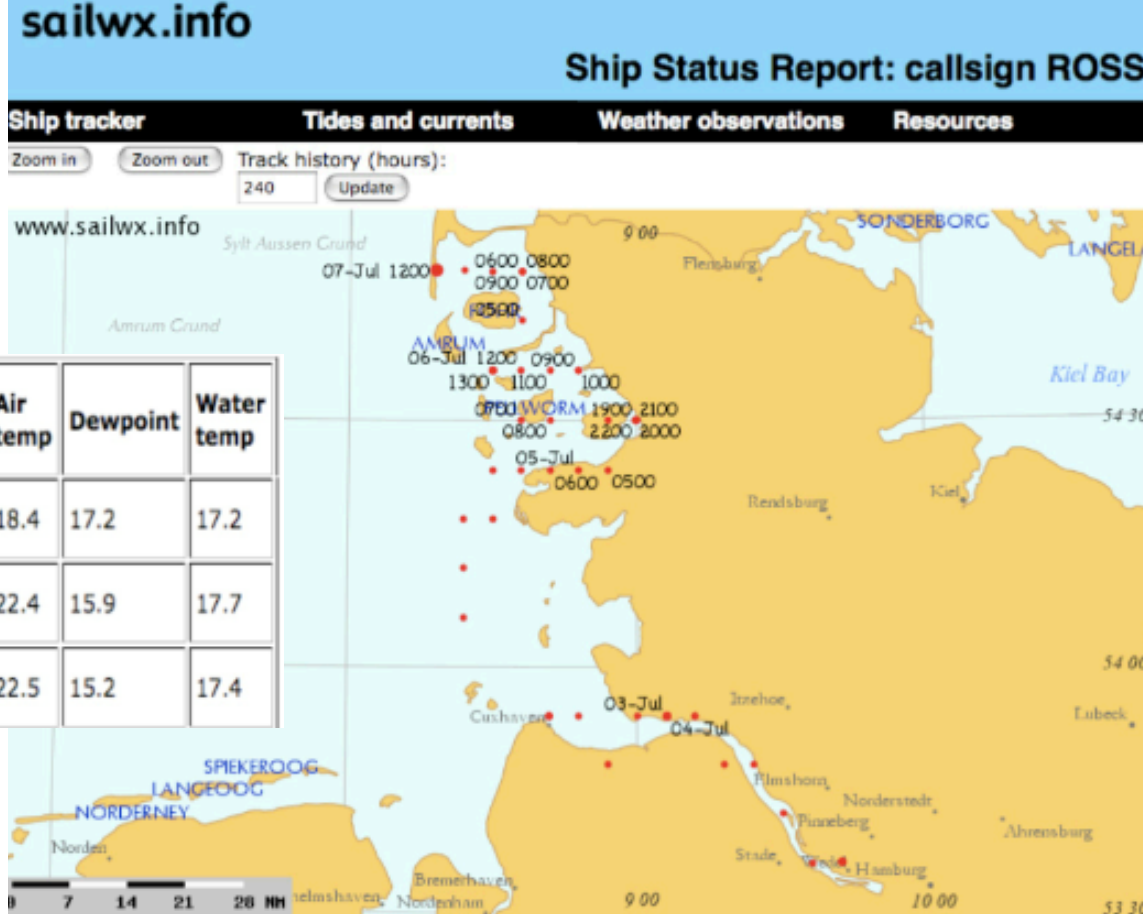 sailwx.info
Ship Status Report: callsign ROSS
Ship tracker Tides and currents Weather observations Resources
Zoom in Zoom out Track history (hours):
240 Update
www.sailwx.info
Sylt Aussen Grund
9 00
SONDERBORG
LANGELA
Flensburg
07-Jul 1200
0600 0800
0900 0700
Amrum Grund
AMRUM
06-Jul 1200 0900
1300 1100 1000
Kiel Bay
PELLWORM 1900 2100
54 30
0800 2200 2000
05-Jul
0600 0500
Air temp Dewpoint Water temp
18.4 17.2 17.2
22.4 15.9 17.7
22.5 15.2 17.4
Rendsburg
Kiel
54 00
03-Jul
Itzehoe
Cuxhaven
04-Jul
Lubeck
SPIEKEROOG
LANGEOOG
NORDERNEY
Elmshorn
Norderstedt
Pinneberg
Ahrensburg
Norden
Stade
Wedel
Hamburg
Bremerhaven
elmshaven
Nordenham
9 00
10 00
53 30
0 7 14 21 28 NM